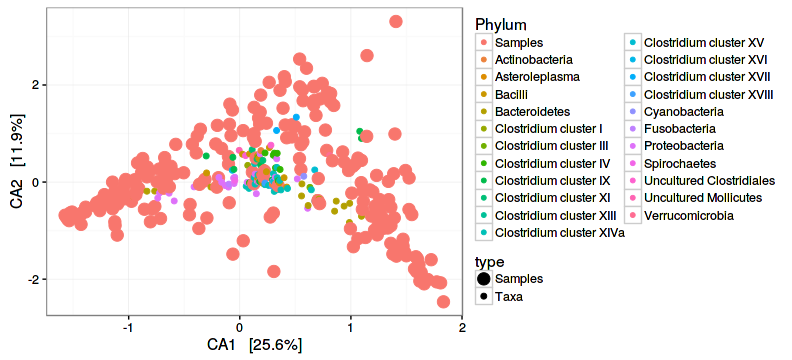 Phylum
Samples
Actinobacteria
Asteroleplasma
Bacilli
Bacteroidetes
Clostridium cluster I
Clostridium cluster III
Clostridium cluster IV
Clostridium cluster IX
Clostridium cluster XI
Clostridium cluster XIII
Clostridium cluster XIVa
Clostridium cluster XV
Clostridium cluster XVI
Clostridium cluster XVII
Clostridium cluster XVIII
Cyanobacteria
Fusobacteria
Proteobacteria
Spirochaetes
Uncultured Clostridiales
Uncultured Mollicutes
Verrucomicrobia
type
Samples
Taxa
CA2 [11.9%]
2
0
-2
-1
0
1
2
CA1 [25.6%]